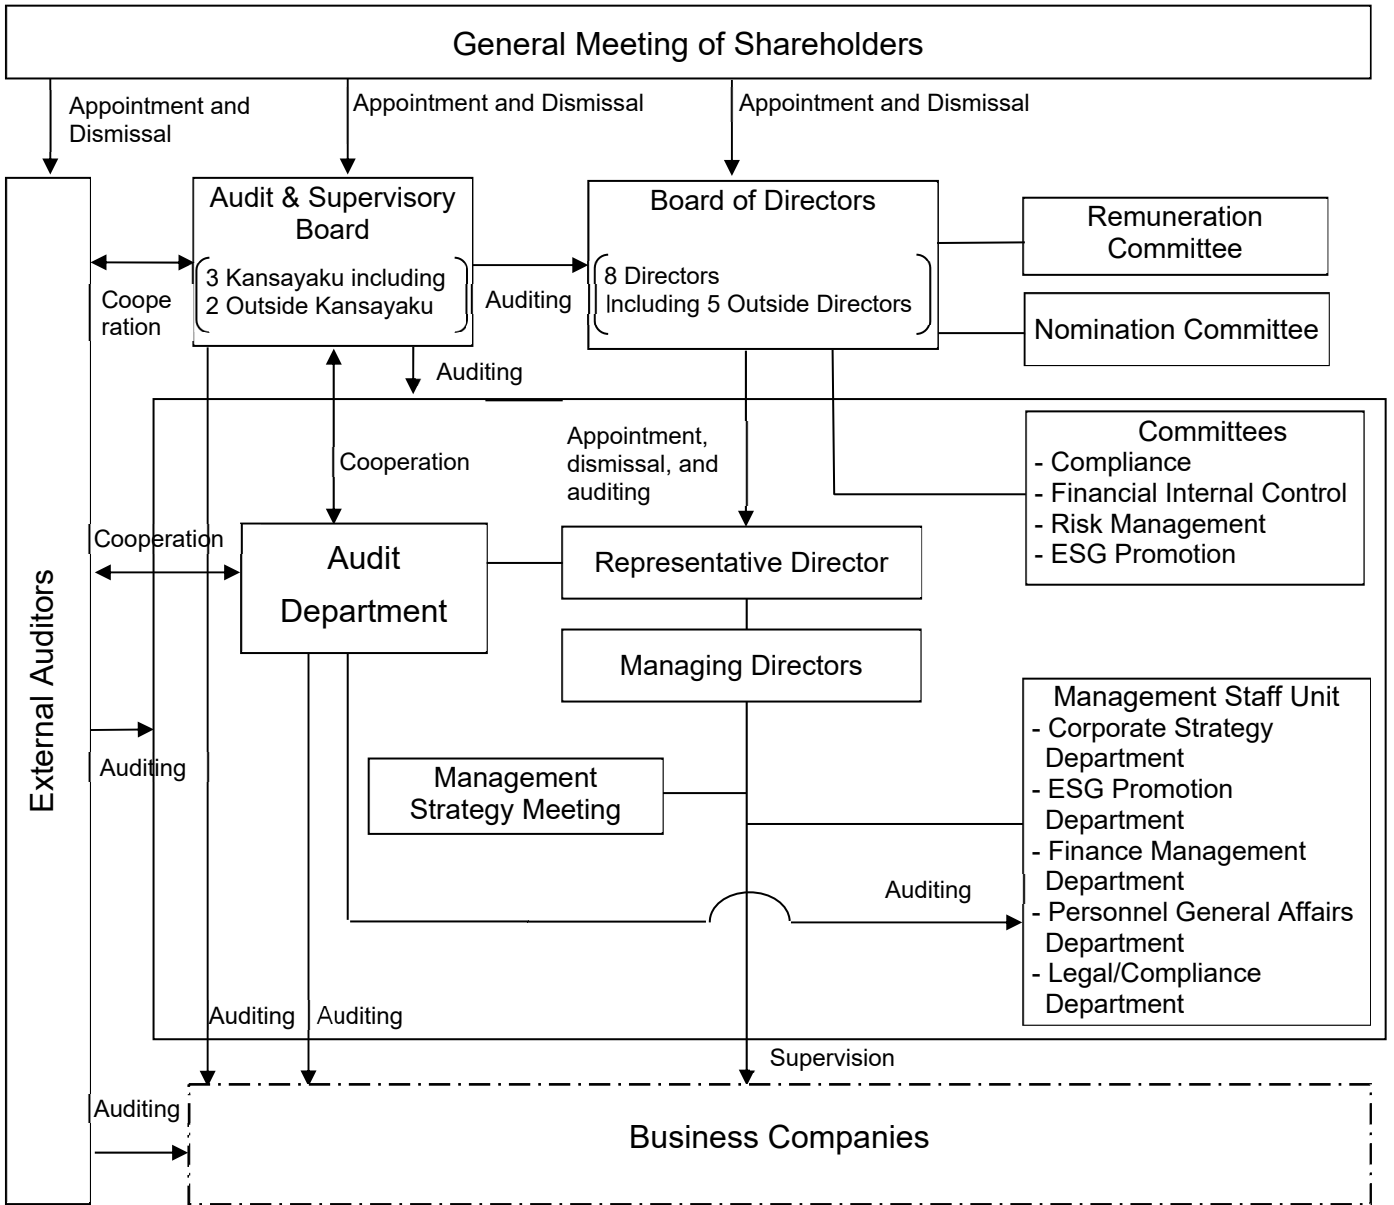 General Meeting of Shareholders
Appointment and
Dismissal
Appointment and Dismissal
Appointment and Dismissal
Audit & Supervisory
Board
3 Kansayaku including
2 Outside Kansayaku
Board of Directors
8 Directors
Including 5 Outside Directors
Remuneration
Committee
Nomination Committee
Coope
ration
Auditing
Auditing
External Auditors
Cooperation
Appointment,
dismissal, and
auditing
Committees
- Compliance
- Financial Internal Control
- Risk Management
- ESG Promotion
Cooperation
Audit
Department
Representative Director
Managing Directors
Auditing
Management
Strategy Meeting
Management Staff Unit
- Corporate Strategy
Department
- ESG Promotion
Department
- Finance Management
Department
- Personnel General Affairs
Department
- Legal/Compliance
Department
Auditing
Auditing
Auditing
Supervision
Auditing
Business Companies